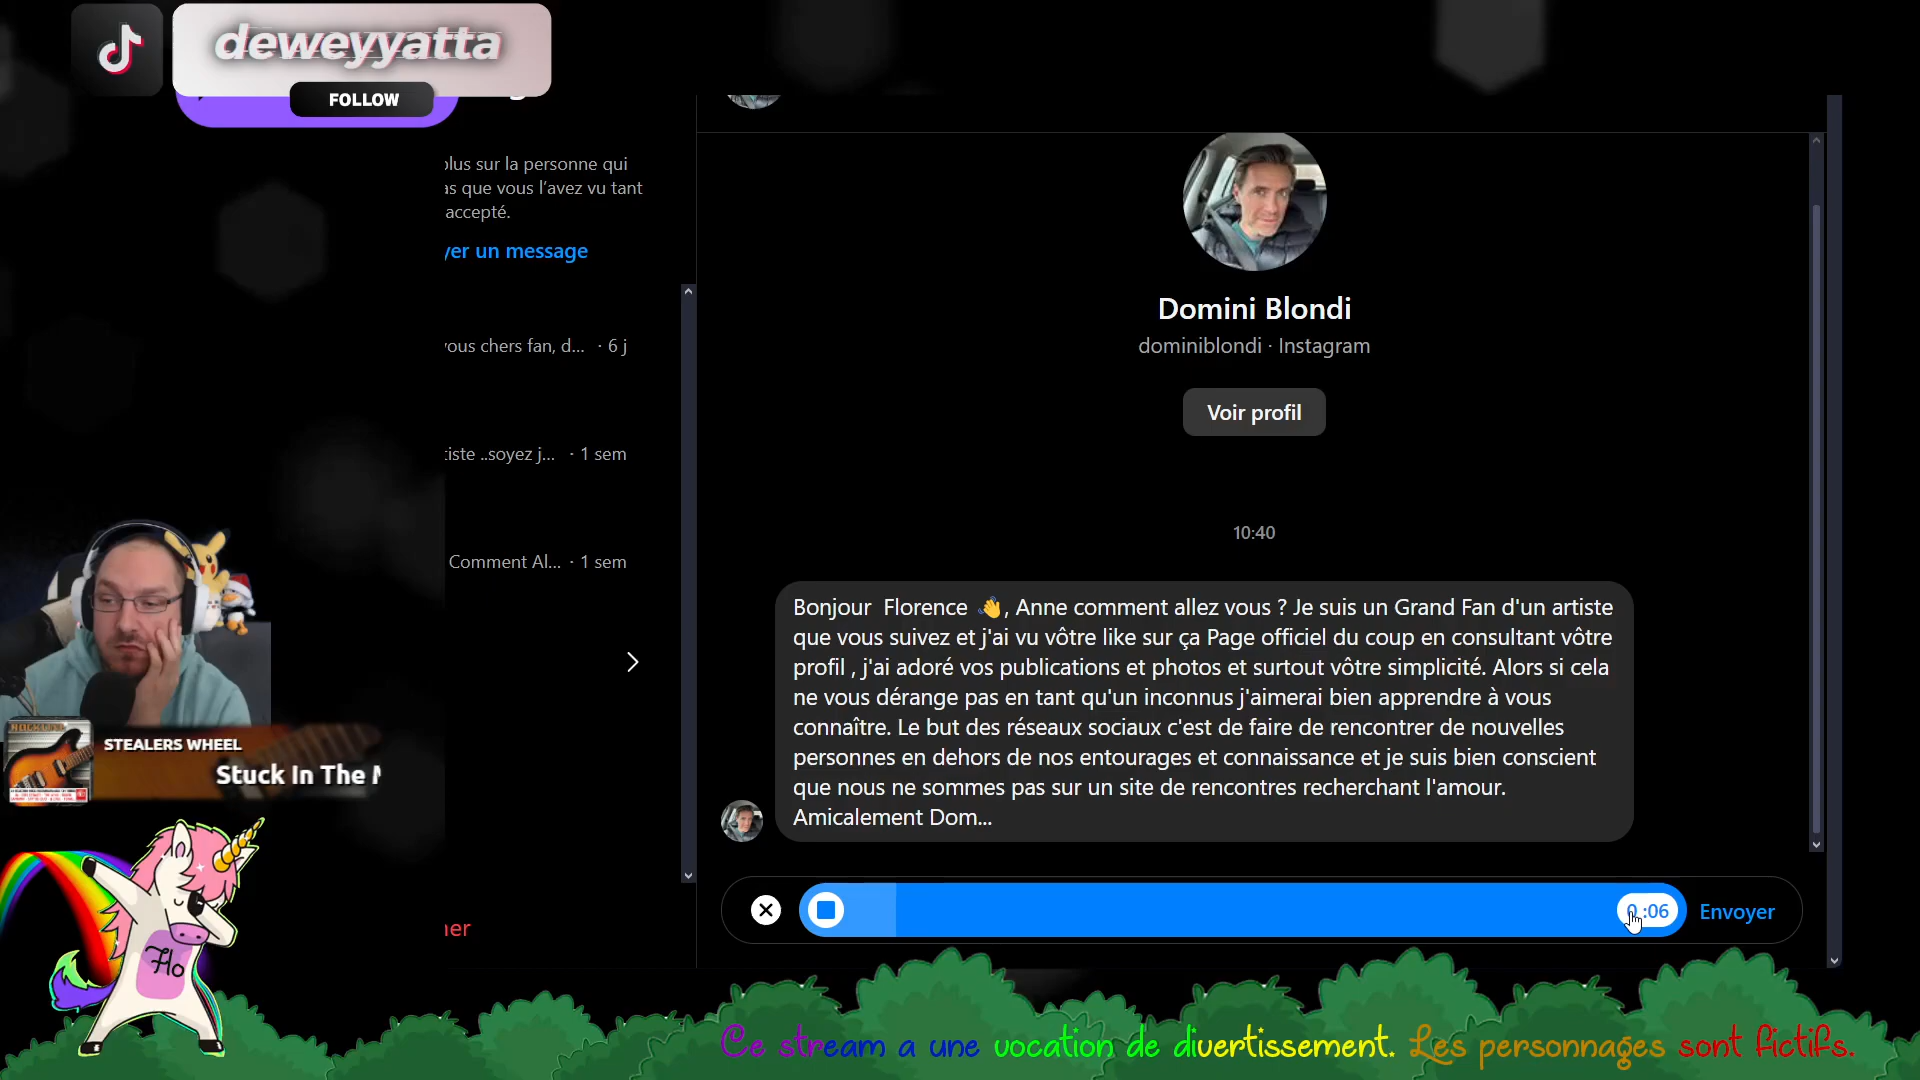 deweyyatta
FOLLOW
plus sur la personne qui
as que vous l'avez vu tant
accepté.
yer un message
vous chers fan, d... · 6 j
tiste ..soyez j... · 1 sem
Comment Al... · 1 sem
STEALERS WHEEL
Stuck In The M
Flo
ner
Domini Blondi
dominiblondi · Instagram
Voir profil
10:40
Bonjour  Florence 👋, Anne comment allez vous ? Je suis un Grand Fan d'un artiste
que vous suivez et j'ai vu vôtre like sur ça Page officiel du coup en consultant vôtre
profil , j'ai adoré vos publications et photos et surtout vôtre simplicité. Alors si cela
ne vous dérange pas en tant qu'un inconnus j'aimerai bien apprendre à vous
connaître. Le but des réseaux sociaux c'est de faire de rencontrer de nouvelles
personnes en dehors de nos entourages et connaissance et je suis bien conscient
que nous ne sommes pas sur un site de rencontres recherchant l'amour.
Amicalement Dom...
0:06
Envoyer
Ce stream a une vocation de divertissement. Les personnages sont fictifs.